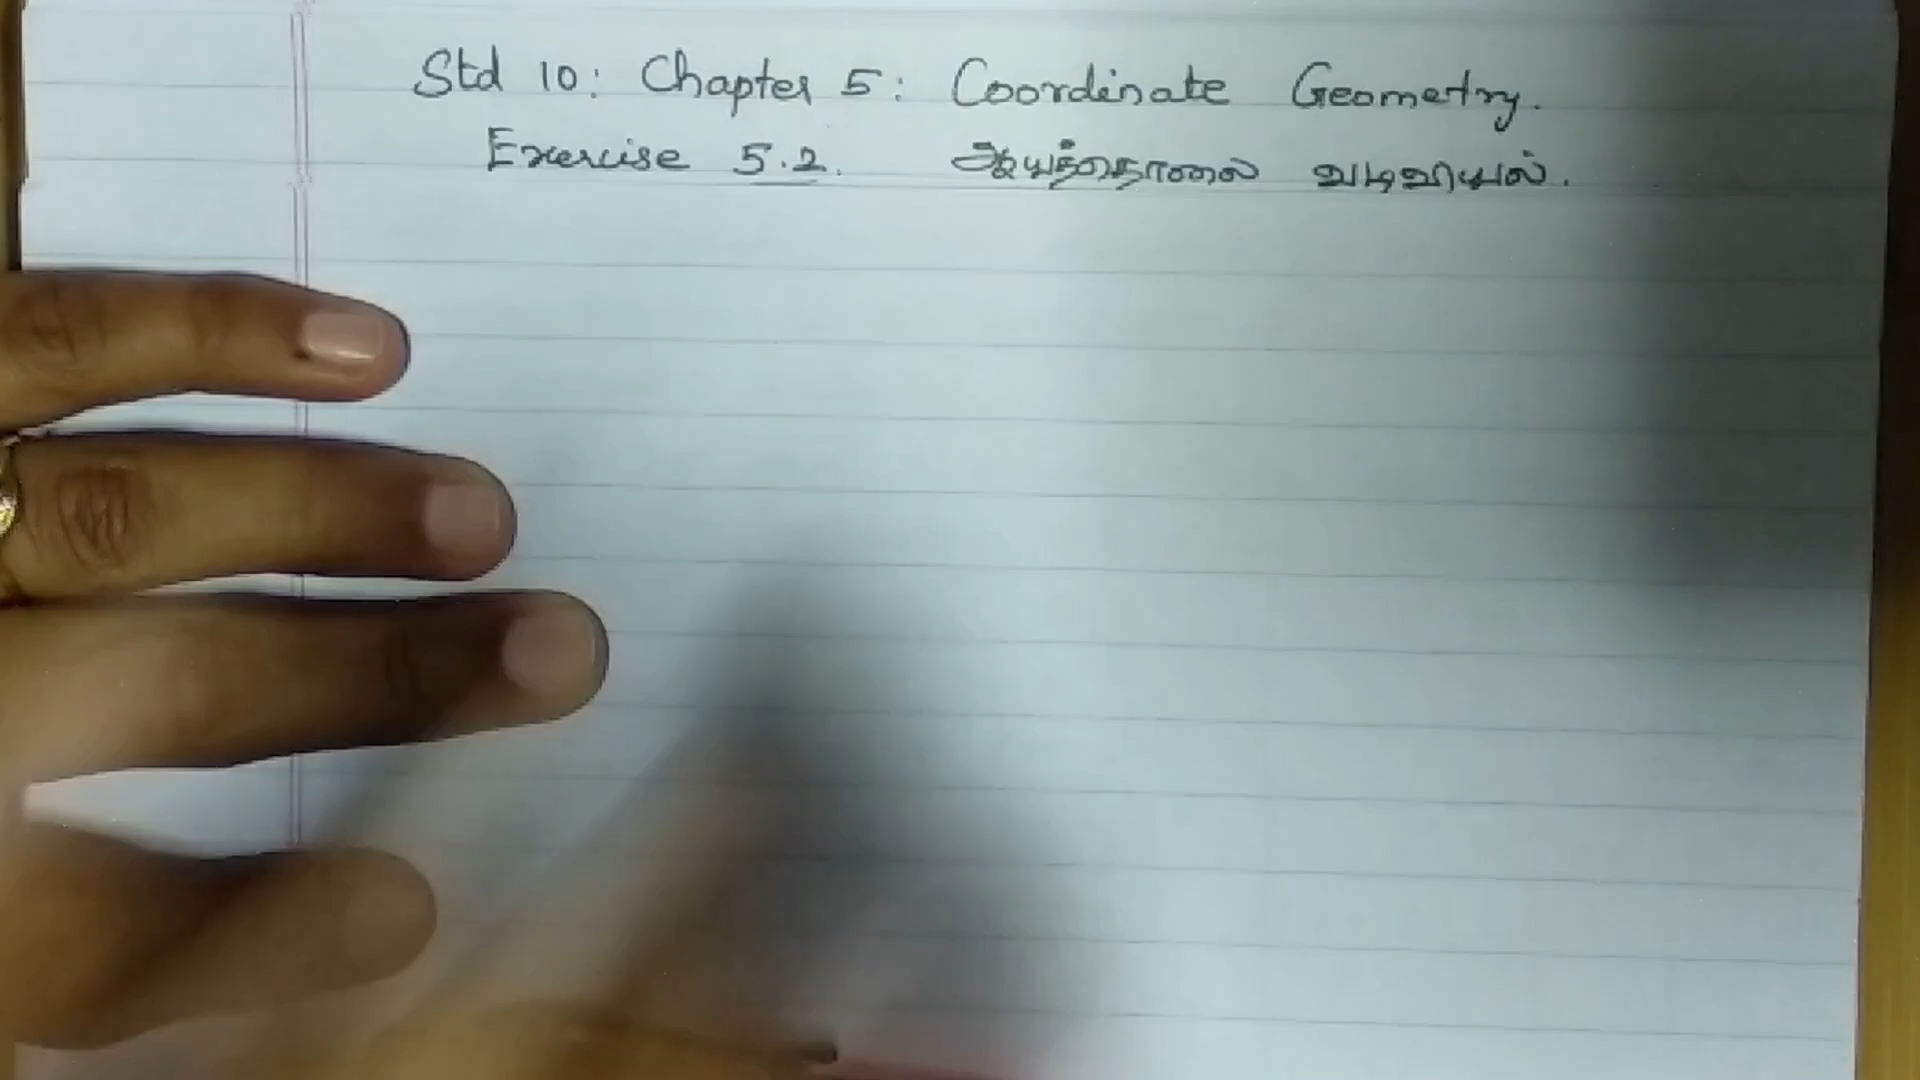 Std 10: Chapter 5: Coordinate Geometry.
Exercise 5.2. ஆயத்தொலை வடிவியல்.